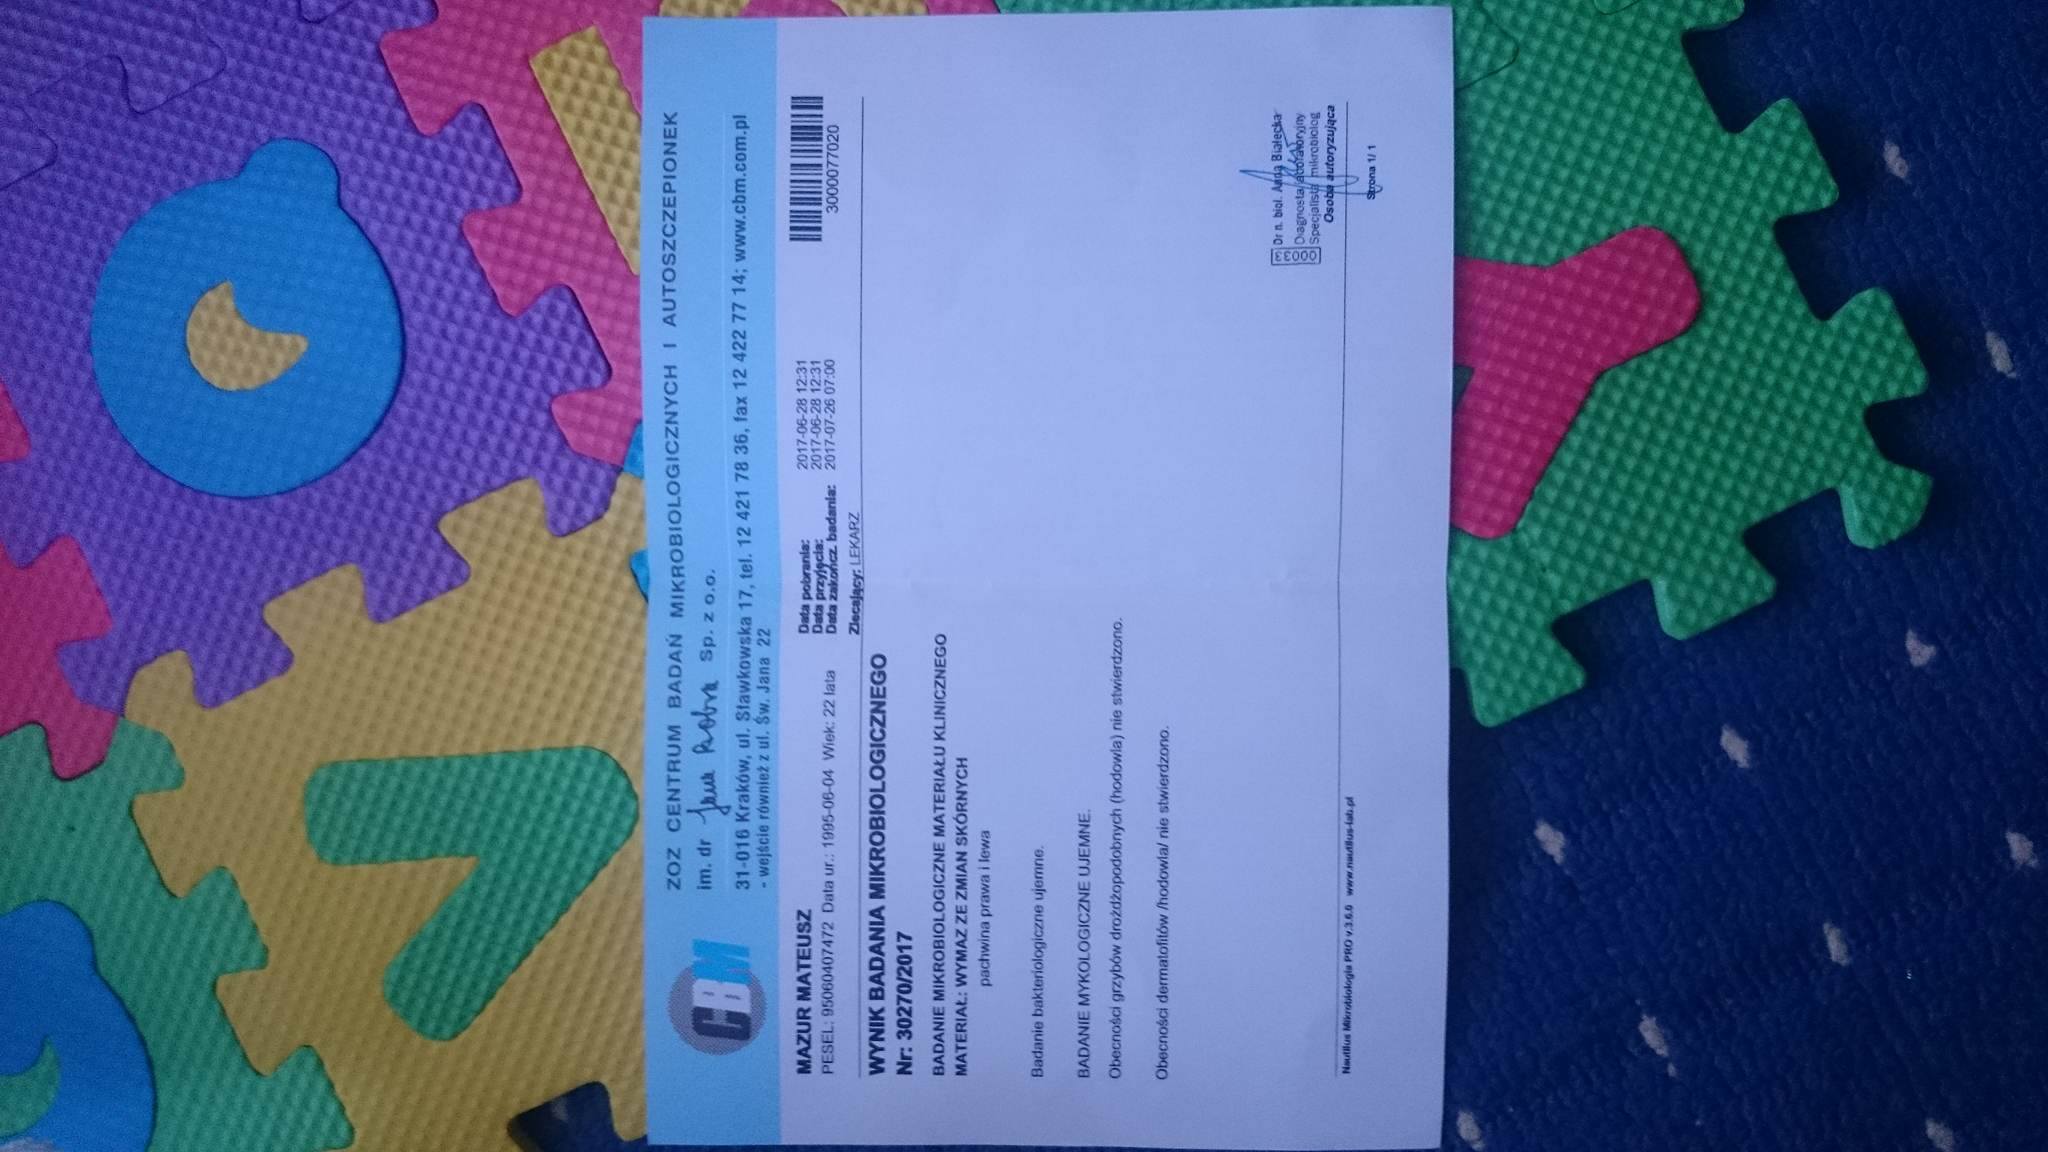 CBM
ZOZ CENTRUM BADAŃ MIKROBIOLOGICZNYCH I AUTOSZCZEPIONEK
im. dr Jana Bobra Sp. z o.o.
31-016 Kraków, ul. Sławkowska 17, tel. 12 421 78 36, fax 12 422 77 14; www.cbm.com.pl
- wejście również z ul. Św. Jana 22
MAZUR MATEUSZ
PESEL: 95060407472 Data ur.: 1995-06-04 Wiek: 22 lata
Data pobrania: 2017-06-28 12:31
Data przyjęcia: 2017-06-28 12:31
Data zakończ. badania: 2017-07-26 07:00
Zlecający: LEKARZ
3000077020
WYNIK BADANIA MIKROBIOLOGICZNEGO
Nr: 30270/2017
BADANIE MIKROBIOLOGICZNE MATERIAŁU KLINICZNEGO
MATERIAŁ: WYMAZ ZE ZMIAN SKÓRNYCH
pachwina prawa i lewa
Badanie bakteriologiczne ujemne.
BADANIE MYKOLOGICZNE UJEMNE.
Obecności grzybów drożdżopodobnych (hodowla) nie stwierdzono.
Obecności dermatofitów /hodowla/ nie stwierdzono.
00033
Dr n. biol. Anna Białecka
Diagnosta laboratoryjny
Specjalista mikrobiolog
Osoba autoryzująca
Nautilus Mikrobiologia PRO v.3.6.0 www.nautilus-lab.pl
Strona 1/ 1